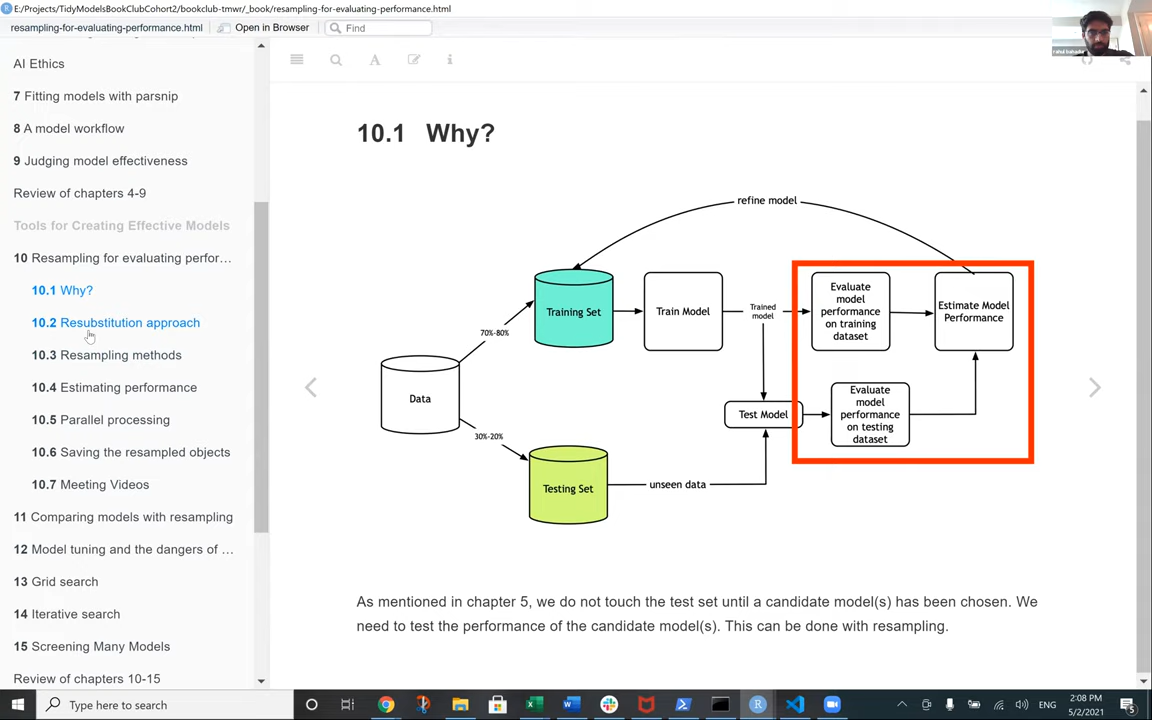 E:/Projects/TidyModelsBookClubCohort2/bookclub-tmwr/_book/resampling-for-evaluating-performance.html
resampling-for-evaluating-performance.html
Open in Browser
Find
AI Ethics
7 Fitting models with parsnip
8 A model workflow
9 Judging model effectiveness
Review of chapters 4-9
Tools for Creating Effective Models
10 Resampling for evaluating perfor...
10.1 Why?
10.2 Resubstitution approach
10.3 Resampling methods
10.4 Estimating performance
10.5 Parallel processing
10.6 Saving the resampled objects
10.7 Meeting Videos
11 Comparing models with resampling
12 Model tuning and the dangers of ...
13 Grid search
14 Iterative search
15 Screening Many Models
Review of chapters 10-15
10.1 Why?
refine model
Training Set
Train Model
Trained
model
Evaluate
model
performance
on training
dataset
Estimate Model
Performance
70%-80%
Data
30%-20%
Test Model
Evaluate
model
performance
on testing
dataset
Testing Set
unseen data
As mentioned in chapter 5, we do not touch the test set until a candidate model(s) has been chosen. We
need to test the performance of the candidate model(s). This can be done with resampling.
Type here to search
ENG
2:08 PM
5/2/2021
5